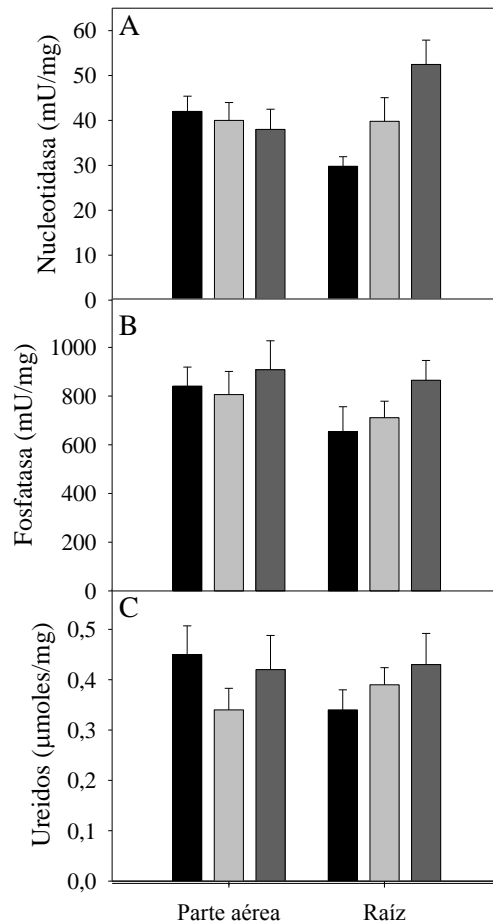 A
Nucleotidasa (mU/mg)
60
50
40
30
20
10
0
B
Fosfatasa (mU/mg)
1000
800
600
400
200
0
C
Ureidos (μmoles/mg)
0,5
0,4
0,3
0,2
0,1
0,0
Parte aérea Raíz